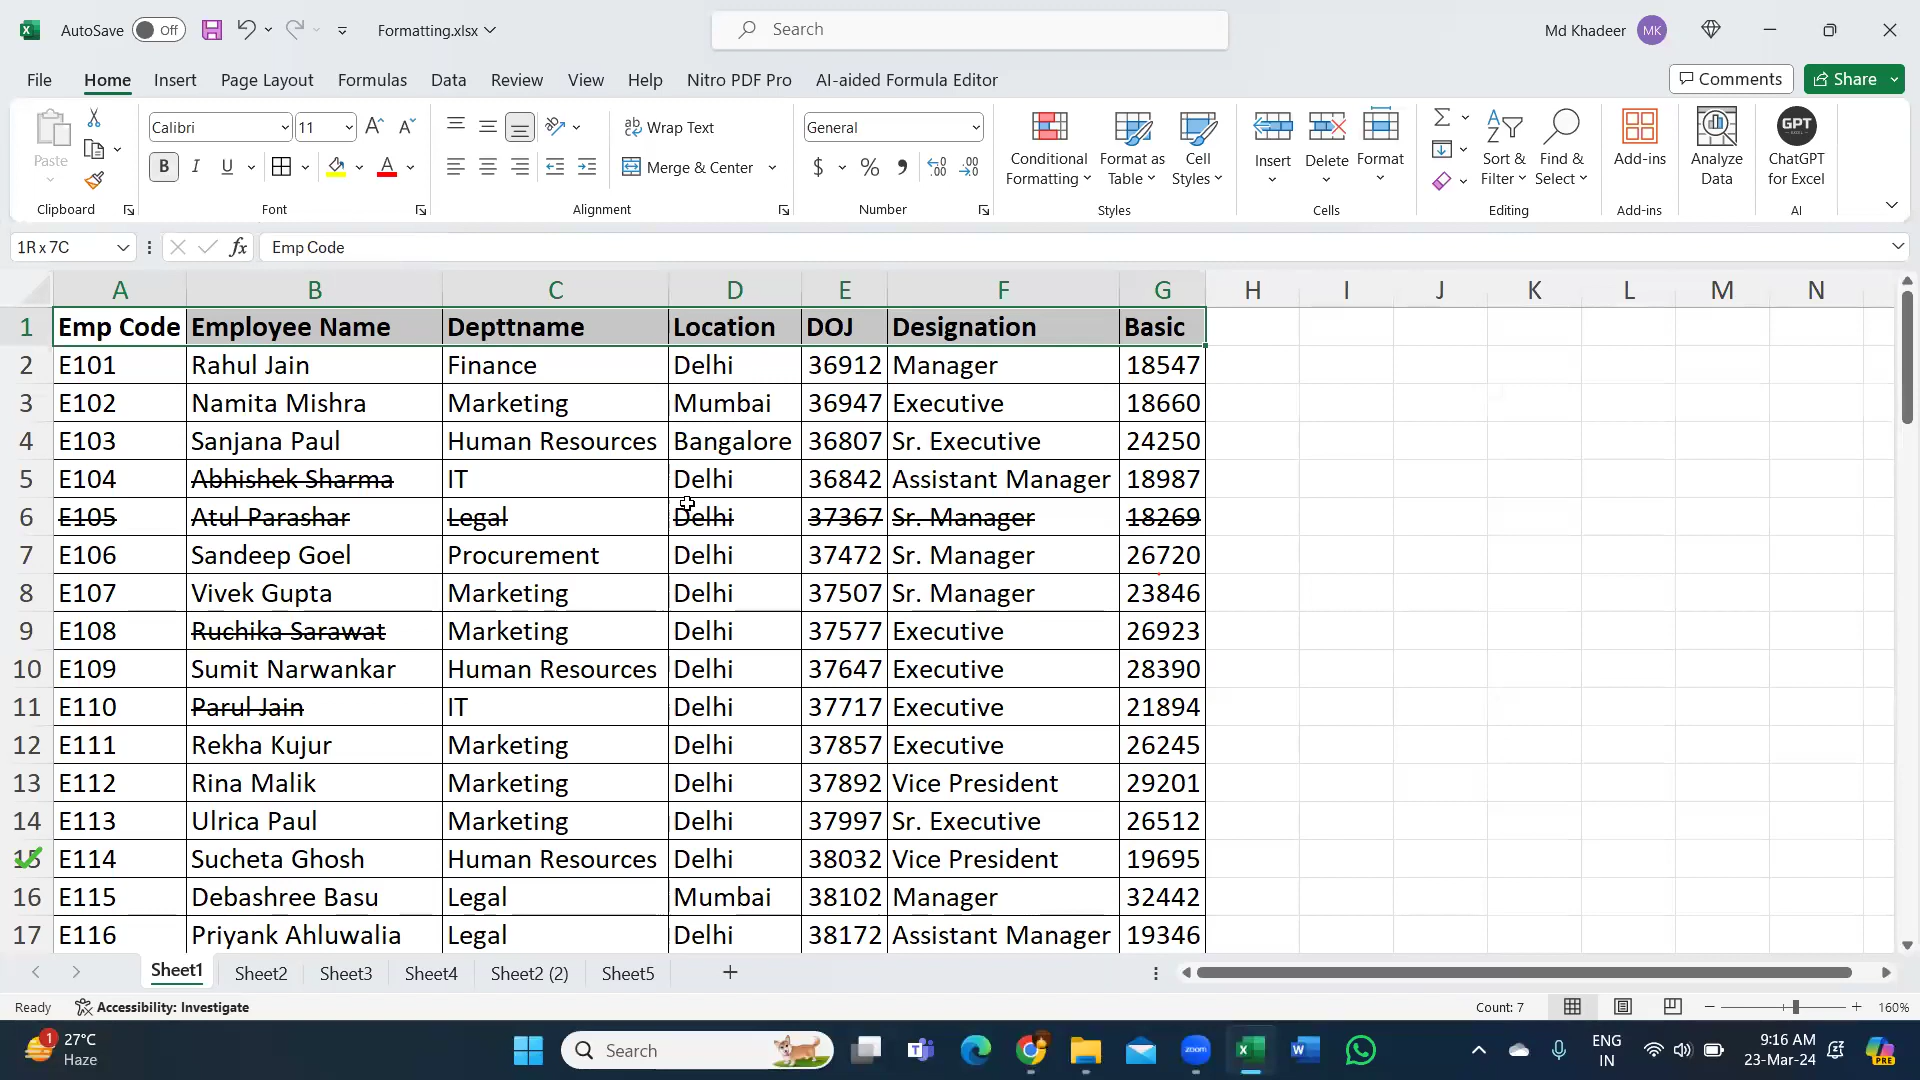 AutoSave Off Formatting.xlsx Search Md Khadeer MK
File Home Insert Page Layout Formulas Data Review View Help Nitro PDF Pro AI-aided Formula Editor Comments Share
Paste Calibri 11 A A Wrap Text General Conditional Formatting Format as Table Cell Styles Insert Delete Format Sort & Filter Find & Select Add-ins Analyze Data GPT ChatGPT for Excel
B I U A Merge & Center $ % , .00
Clipboard Font Alignment Number Styles Cells Editing Add-ins AI
1R x 7C fx Emp Code
A B C D E F G H I J K L M N
1 Emp Code Employee Name Depttname Location DOJ Designation Basic
2 E101 Rahul Jain Finance Delhi 36912 Manager 18547
3 E102 Namita Mishra Marketing Mumbai 36947 Executive 18660
4 E103 Sanjana Paul Human Resources Bangalore 36807 Sr. Executive 24250
5 E104 Abhishek Sharma IT Delhi 36842 Assistant Manager 18987
6 E105 Atul Parashar Legal Delhi 37367 Sr. Manager 18269
7 E106 Sandeep Goel Procurement Delhi 37472 Sr. Manager 26720
8 E107 Vivek Gupta Marketing Delhi 37507 Sr. Manager 23846
9 E108 Ruchika Sarawat Marketing Delhi 37577 Executive 26923
10 E109 Sumit Narwankar Human Resources Delhi 37647 Executive 28390
11 E110 Parul Jain IT Delhi 37717 Executive 21894
12 E111 Rekha Kujur Marketing Delhi 37857 Executive 26245
13 E112 Rina Malik Marketing Delhi 37892 Vice President 29201
14 E113 Ulrica Paul Marketing Delhi 37997 Sr. Executive 26512
15 E114 Sucheta Ghosh Human Resources Delhi 38032 Vice President 19695
16 E115 Debashree Basu Legal Mumbai 38102 Manager 32442
17 E116 Priyank Ahluwalia Legal Delhi 38172 Assistant Manager 19346
Sheet1 Sheet2 Sheet3 Sheet4 Sheet2 (2) Sheet5
Ready Accessibility: Investigate Count: 7 160%
1 27°C Search zoom ENG 9:16 AM
Haze IN 23-Mar-24 PRE